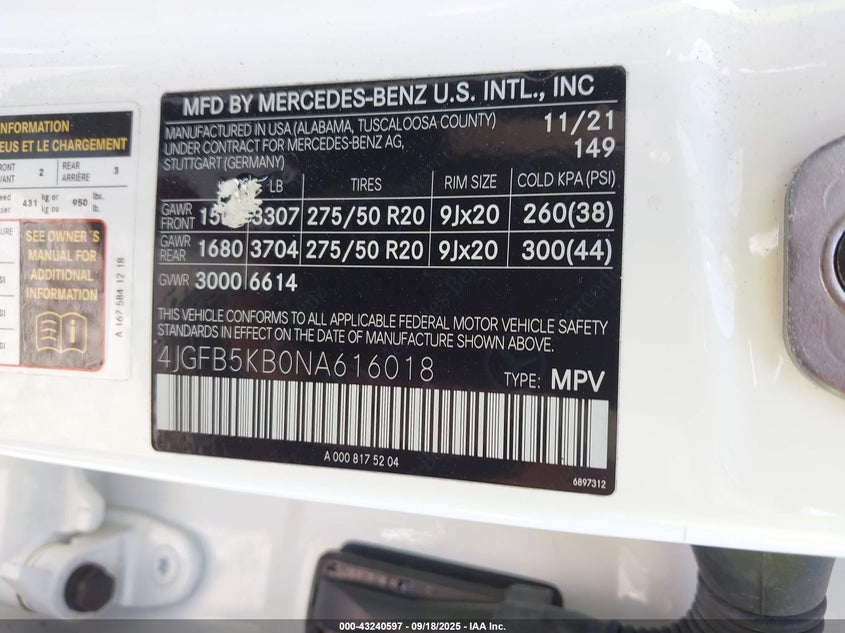 MFD BY MERCEDES-BENZ U.S. INTL., INC
MANUFACTURED IN USA (ALABAMA, TUSCALOOSA COUNTY) 11/21
UNDER CONTRACT FOR MERCEDES-BENZ AG, 149
STUTTGART (GERMANY)
LB TIRES RIM SIZE COLD KPA (PSI)
GAWR FRONT 3307 275/50 R20 9Jx20 260(38)
GAWR REAR 1680 3704 275/50 R20 9Jx20 300(44)
GVWR 3000 6614
THIS VEHICLE CONFORMS TO ALL APPLICABLE FEDERAL MOTOR VEHICLE SAFETY
STANDARDS IN EFFECT ON THE DATE OF MANUFACTURE SHOWN ABOVE.
4JGFB5KB0NA616018
TYPE: MPV
A 000 817 52 04
6897312
INFORMATION
LE CHARGEMENT
2 REAR ARRIÈRE 3
431 kg or kg ou 950 lbs. lb.
SEE OWNER'S
MANUAL FOR
ADDITIONAL
INFORMATION
A 167 584 12 18
000-43240597 - 09/18/2025 - IAA Inc.